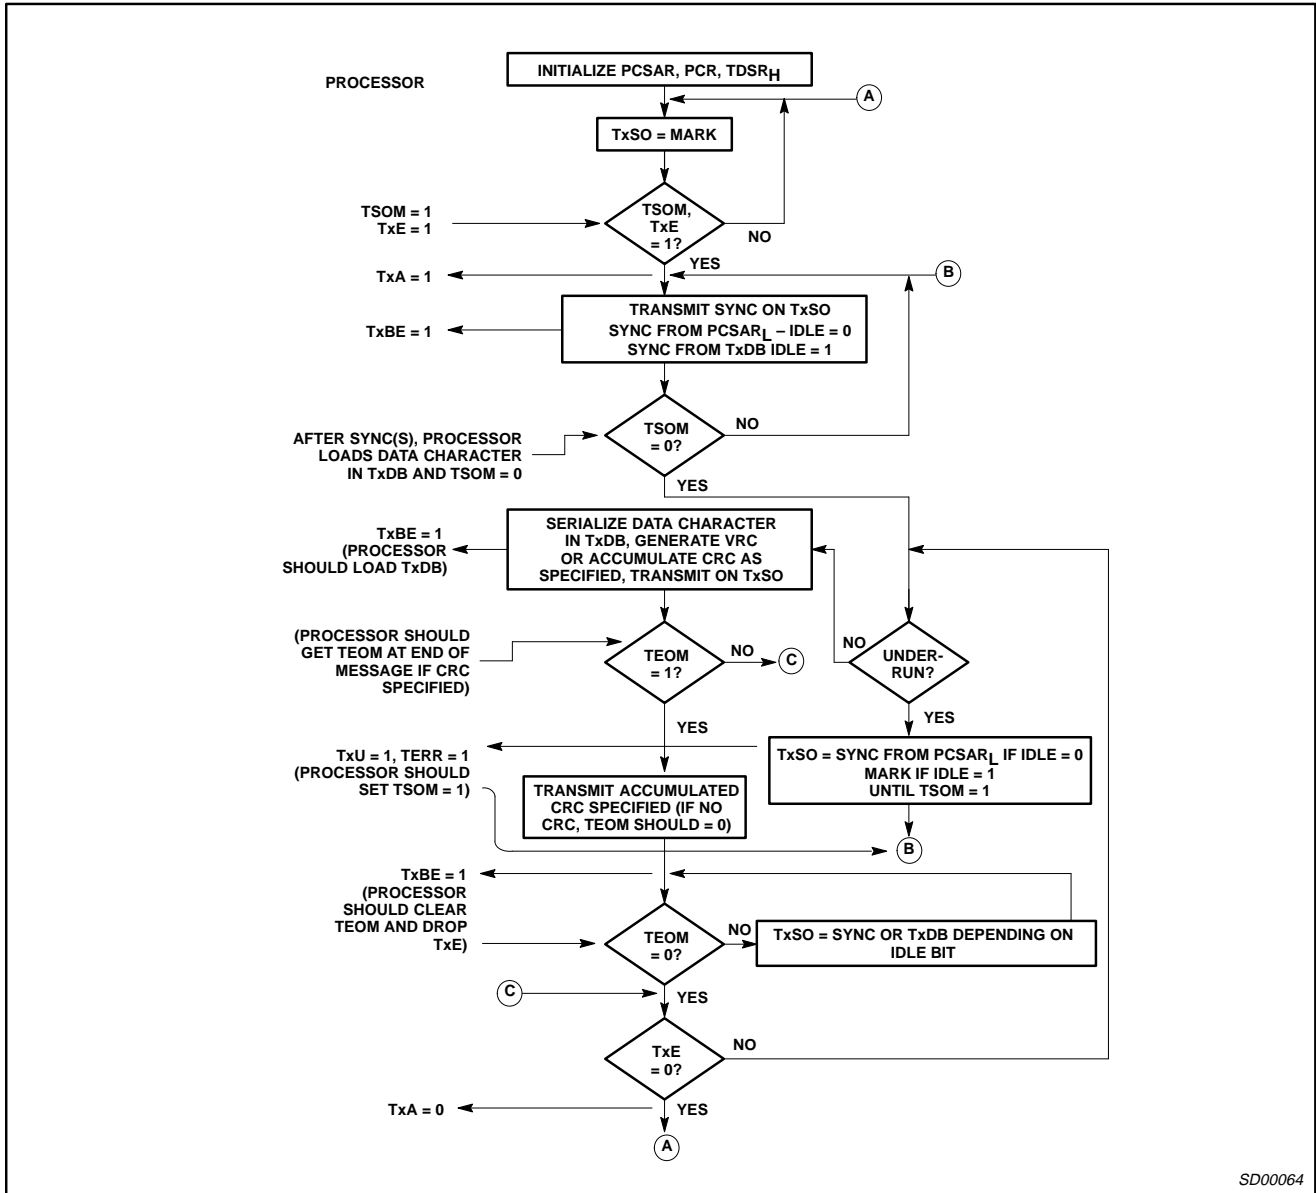 INITIALIZE PCSAR, PCR, TDSRH
PROCESSOR
A
TxSO = MARK
TSOM = 1
TxE = 1
TSOM,
TxE
= 1?
NO
YES
TxA = 1
B
TRANSMIT SYNC ON TxSO
SYNC FROM PCSARL – IDLE = 0
SYNC FROM TxDB IDLE = 1
TxBE = 1
TSOM
= 0?
NO
AFTER SYNC(S), PROCESSOR
LOADS DATA CHARACTER
IN TxDB AND TSOM = 0
YES
SERIALIZE DATA CHARACTER
IN TxDB, GENERATE VRC
OR ACCUMULATE CRC AS
SPECIFIED, TRANSMIT ON TxSO
TxBE = 1
(PROCESSOR
SHOULD LOAD TxDB)
(PROCESSOR SHOULD
GET TEOM AT END OF
MESSAGE IF CRC
SPECIFIED)
TEOM
= 1?
NO
C
NO
UNDER-
RUN?
YES
YES
TxU = 1, TERR = 1
(PROCESSOR SHOULD
SET TSOM = 1)
TxSO = SYNC FROM PCSARL IF IDLE = 0
MARK IF IDLE = 1
UNTIL TSOM = 1
TRANSMIT ACCUMULATED
CRC SPECIFIED (IF NO
CRC, TEOM SHOULD = 0)
B
TxBE = 1
(PROCESSOR
SHOULD CLEAR
TEOM AND DROP
TxE)
TEOM
= 0?
NO
TxSO = SYNC OR TxDB DEPENDING ON
IDLE BIT
C
YES
TxE
= 0?
NO
TxA = 0
YES
A
SD00064